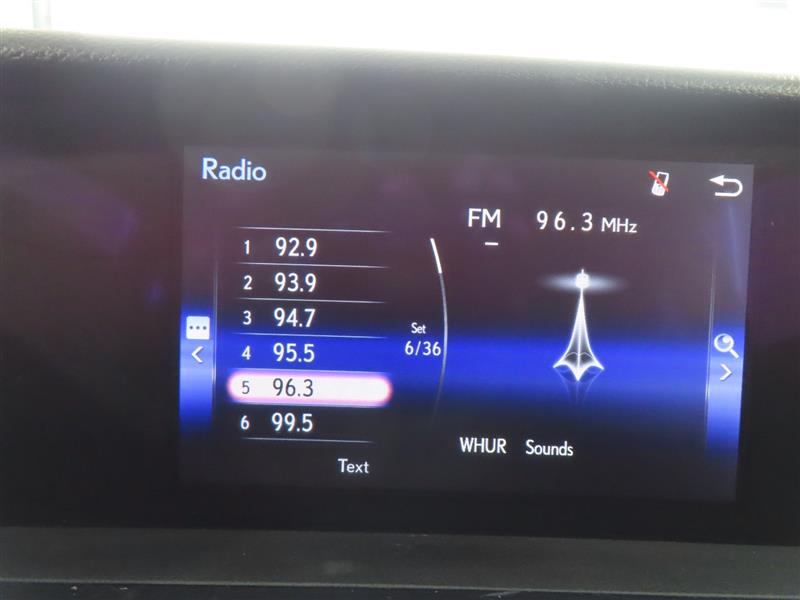 Radio
FM 96.3 MHz
1 92.9
2 93.9
3 94.7
4 95.5
5 96.3
6 99.5
Set
6/36
WHUR Sounds
Text